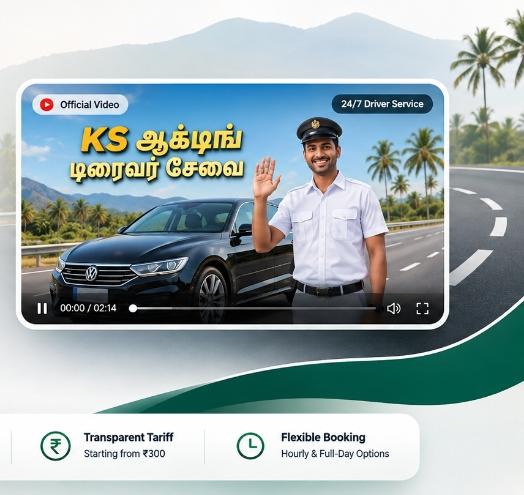 Official Video
24/7 Driver Service
KS ஆக்டிங்
டிரைவர் சேவை
00:00 / 02:14
Transparent Tariff
Starting from ₹300
Flexible Booking
Hourly & Full-Day Options